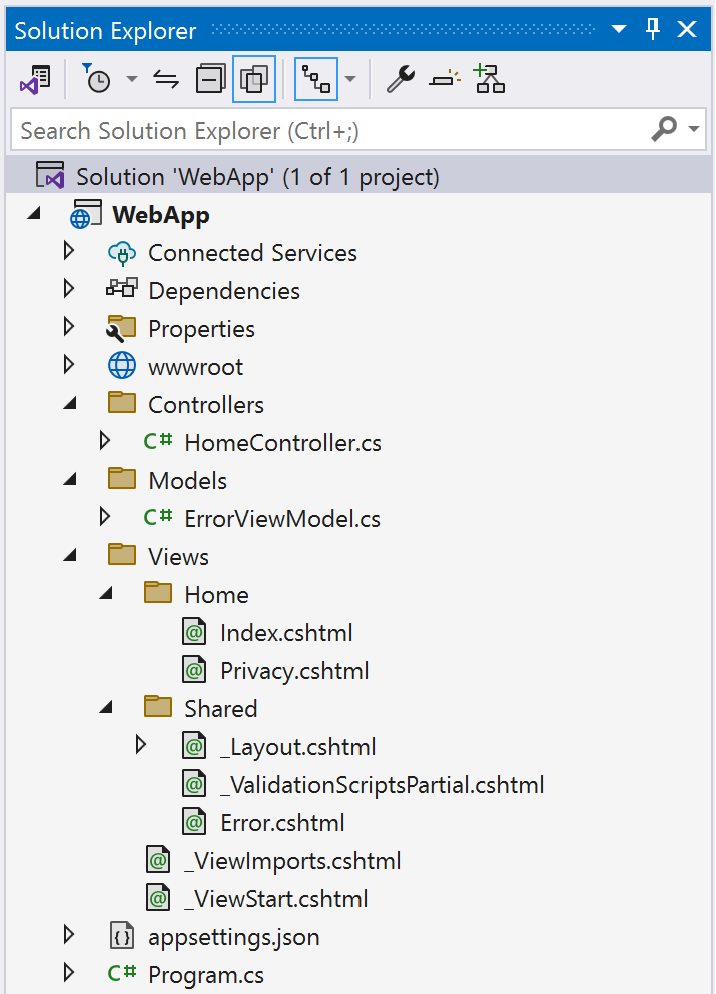 Solution Explorer
Search Solution Explorer (Ctrl+;)
Solution 'WebApp' (1 of 1 project)
WebApp
Connected Services
Dependencies
Properties
wwwroot
Controllers
C# HomeController.cs
Models
C# ErrorViewModel.cs
Views
Home
@ Index.cshtml
@ Privacy.cshtml
Shared
@ _Layout.cshtml
@ _ValidationScriptsPartial.cshtml
@ Error.cshtml
@ _ViewImports.cshtml
@ _ViewStart.cshtml
{} appsettings.json
C# Program.cs